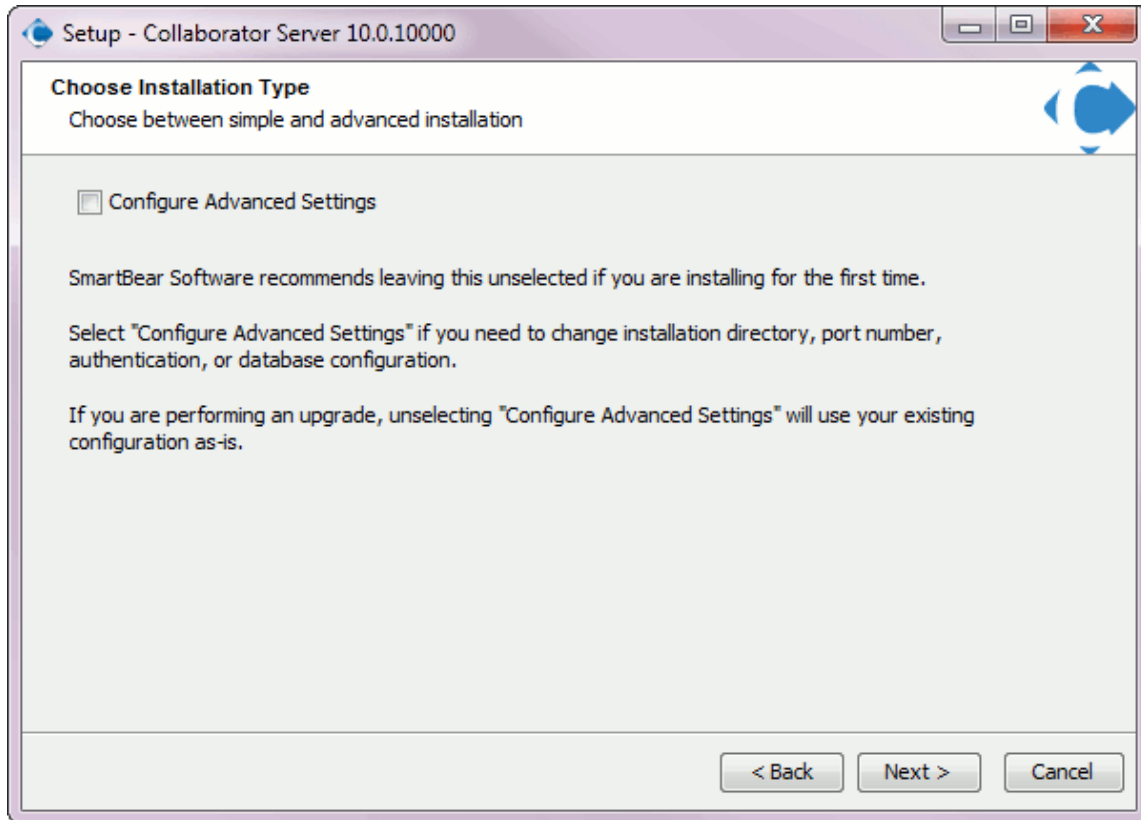 Setup - Collaborator Server 10.0.10000
Choose Installation Type
Choose between simple and advanced installation
Configure Advanced Settings
SmartBear Software recommends leaving this unselected if you are installing for the first time.
Select "Configure Advanced Settings" if you need to change installation directory, port number,
authentication, or database configuration.
If you are performing an upgrade, unselecting "Configure Advanced Settings" will use your existing
configuration as-is.
< Back
Next >
Cancel